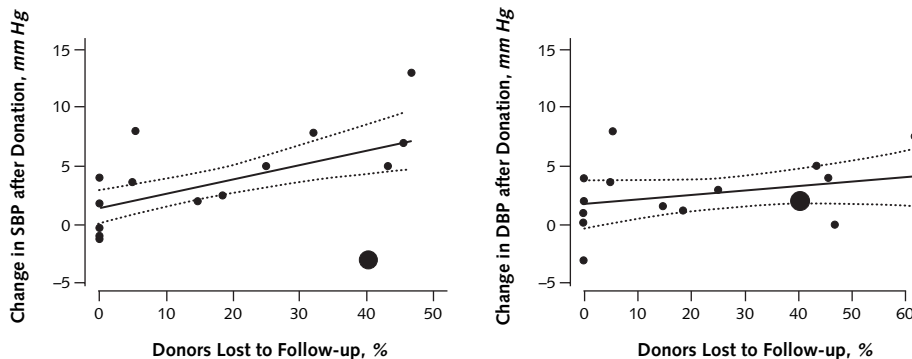 Change in SBP after Donation, mm Hg
15
10
5
0
–5
0 10 20 30 40 50
Donors Lost to Follow-up, %
Change in DBP after Donation, mm Hg
15
10
5
0
–5
0 10 20 30 40 50 60
Donors Lost to Follow-up, %